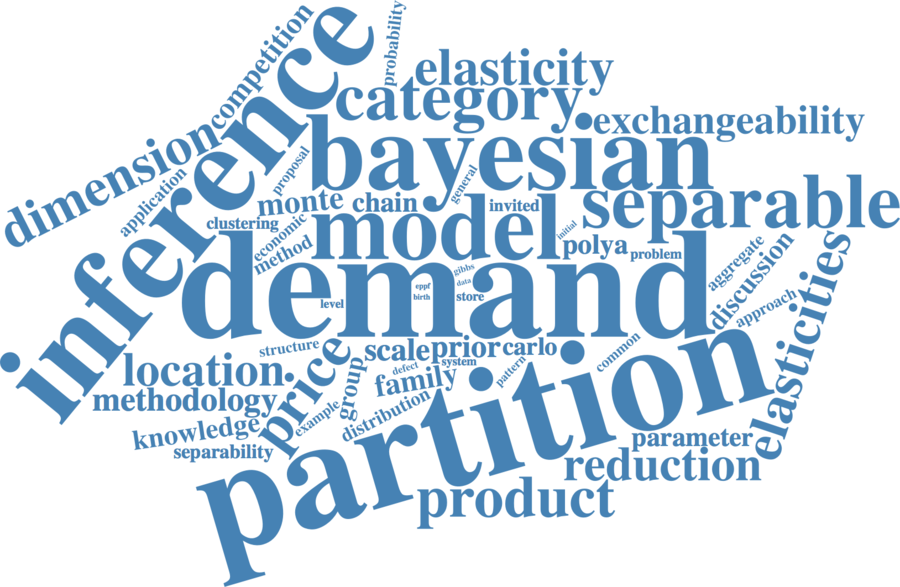 inference
competition
probability
elasticity
category
exchangeability
dimension
bayesian
application
proposal
general
separable
monte
chain
invited
clustering
economic
method
model
initial
polya
problem
aggregate
discussion
elasticities
demand
gibbs
data
eppf
birth
store
level
approach
structure
price
scale
prior
carlo
common
location
group
defect
system
family
pattern
methodology
example
distribution
knowledge
separability
partition
parameter
reduction
product